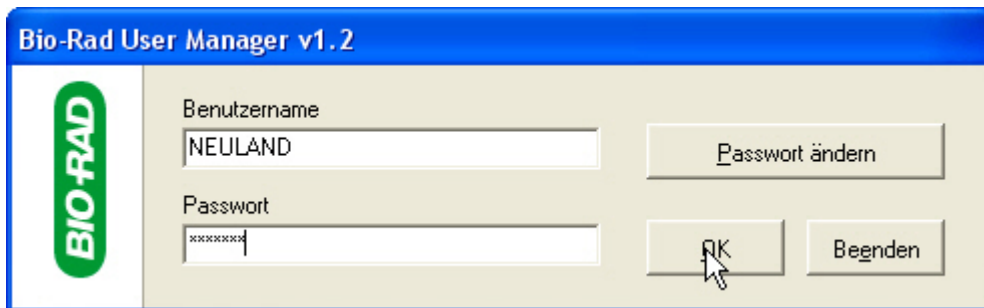 Bio-Rad User Manager v1.2
BIO-RAD
Benutzername
NEULAND
Passwort ändern
Passwort
*******
OK
Beenden